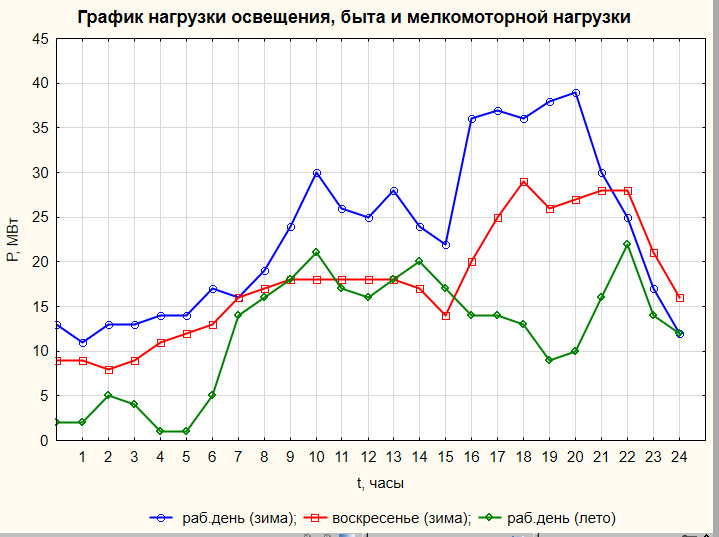 График нагрузки освещения, быта и мелкомоторной нагрузки
45
40
35
30
25
20
15
10
5
0
P, МВт
1 2 3 4 5 6 7 8 9 10 11 12 13 14 15 16 17 18 19 20 21 22 23 24
t, часы
раб.день (зима); воскресенье (зима); раб.день (лето)